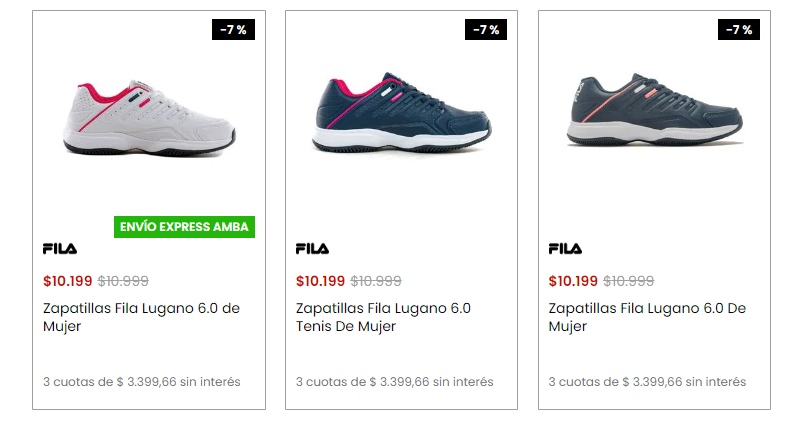 -7 %
ENVÍO EXPRESS AMBA
FILA
$10.199 $10.999
Zapatillas Fila Lugano 6.0 de
Mujer
3 cuotas de $ 3.399,66 sin interés
-7 %
FILA
$10.199 $10.999
Zapatillas Fila Lugano 6.0
Tenis De Mujer
3 cuotas de $ 3.399,66 sin interés
-7 %
FILA
$10.199 $10.999
Zapatillas Fila Lugano 6.0 De
Mujer
3 cuotas de $ 3.399,66 sin interés